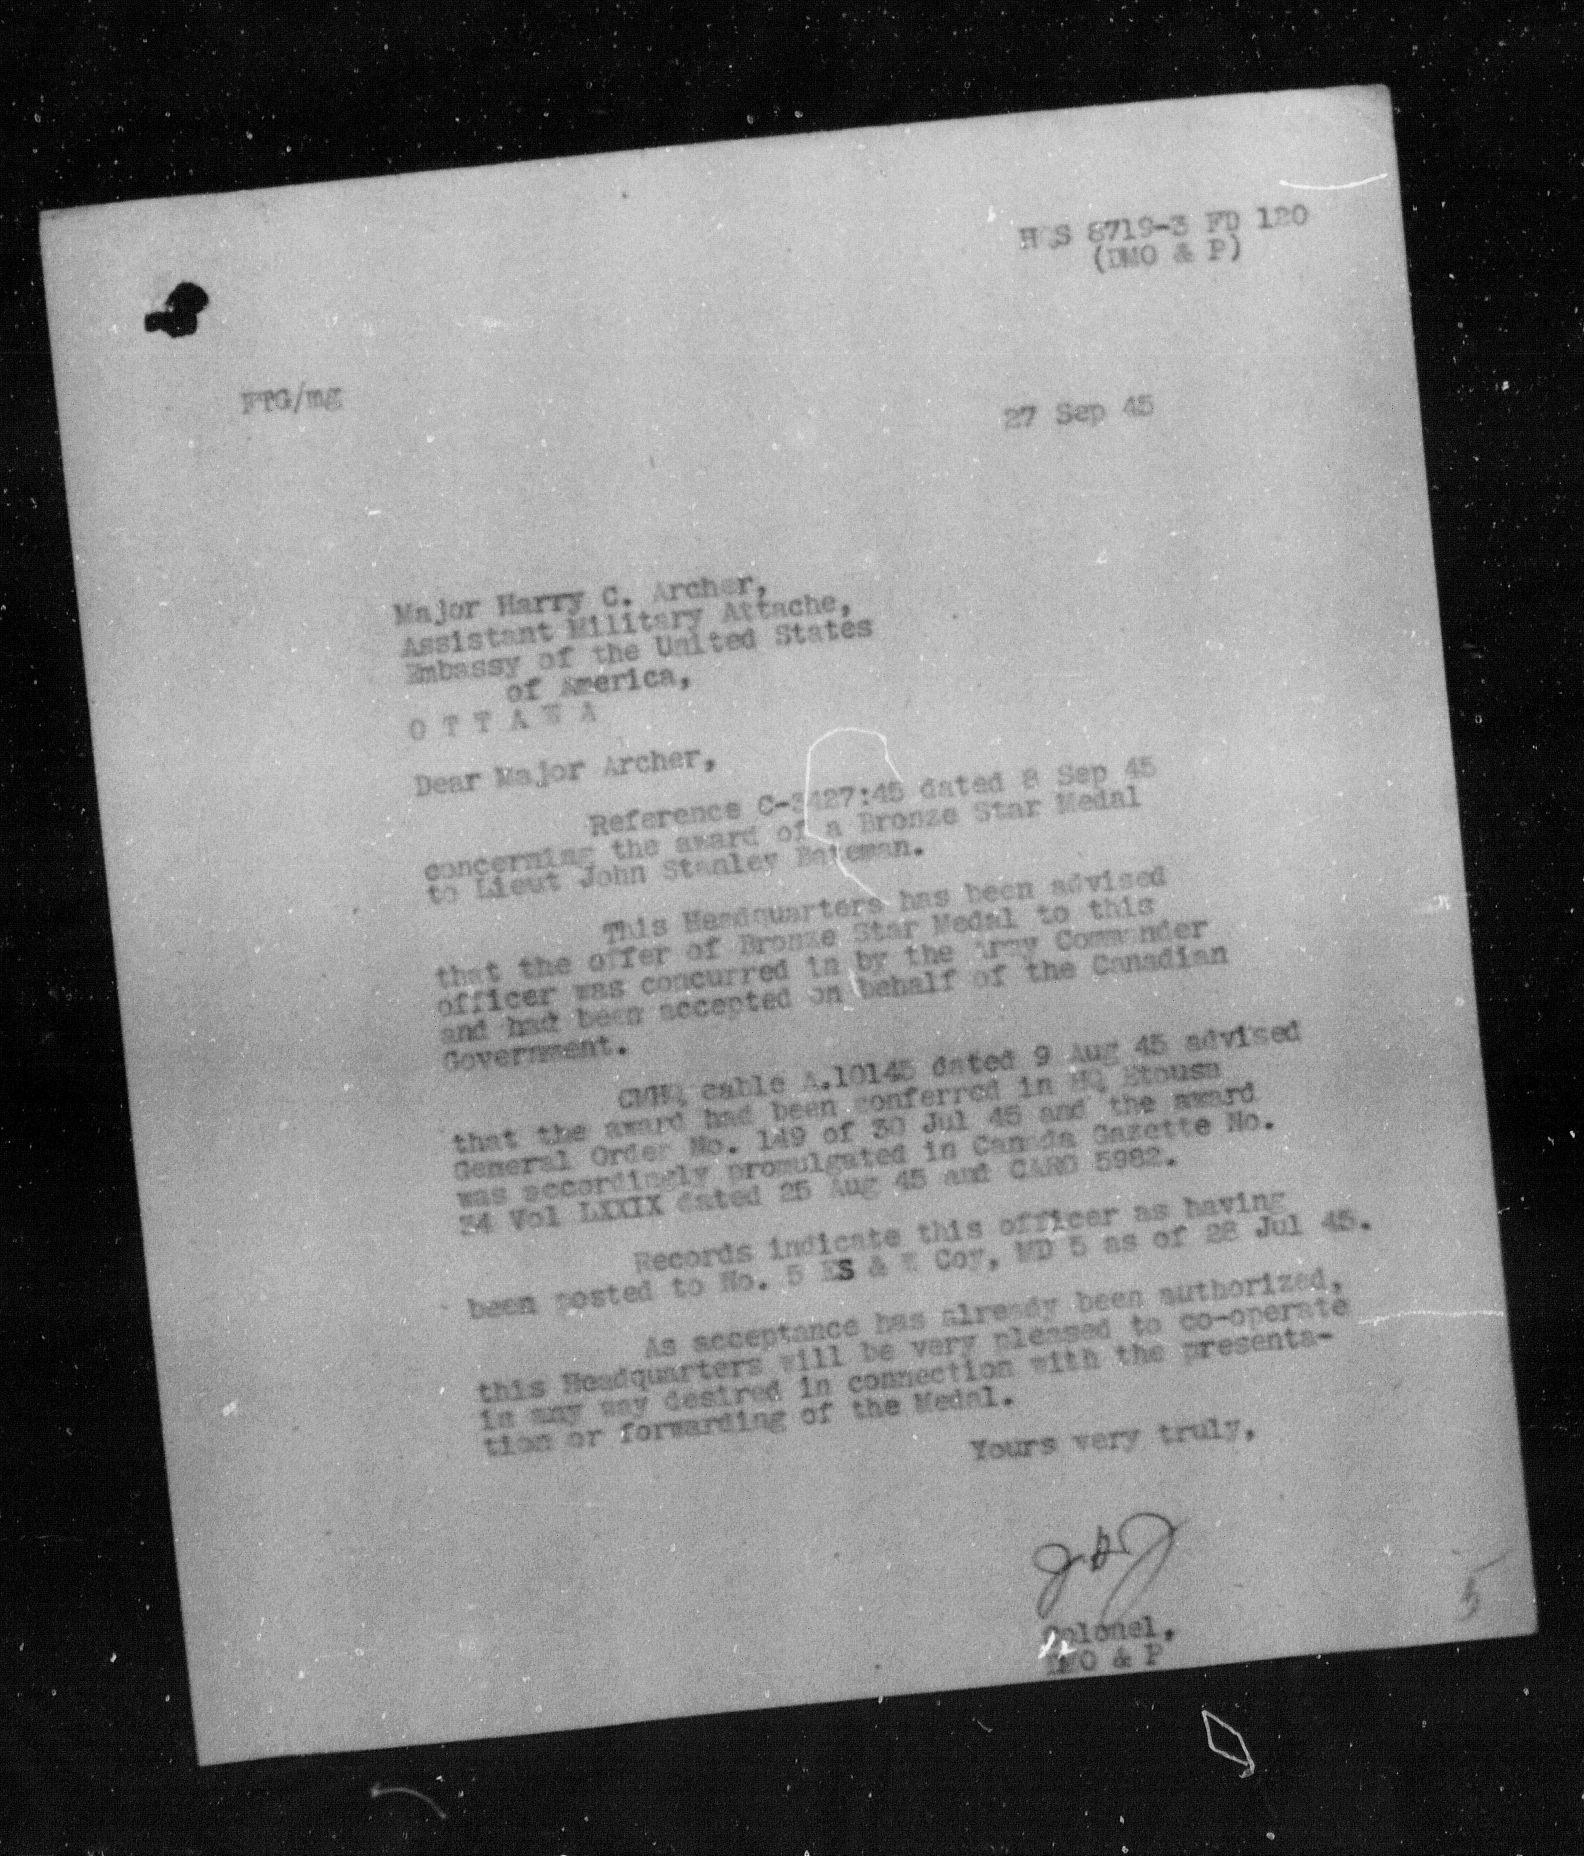 HQS 8719-3 FD 120
(DMO & P)
FTG/mg
27 Sep 45
Major Harry C. Archer,
Assistant Military Attache,
Embassy of the United States
of America,
O T T A W A
Dear Major Archer,
Reference C-3427:45 dated 8 Sep 45
concerning the award of a Bronze Star Medal
to Lieut John Stanley Bateman.
This Headquarters has been advised
that the offer of Bronze Star Medal to this
officer was concurred in by the Army Commander
and had been accepted on behalf of the Canadian
Government.
CMHQ cable A.10145 dated 9 Aug 45 advised
that the award had been conferred in HQ Etousa
General Order No. 149 of 30 Jul 45 and the award
was accordingly promulgated in Canada Gazette No.
34 Vol LXXIX dated 25 Aug 45 and CARO 5982.
Records indicate this officer as having
been posted to No. 5 ES & W Coy, MD 5 as of 28 Jul 45.
As acceptance has already been authorized,
this Headquarters will be very pleased to co-operate
in any way desired in connection with the presenta-
tion or forwarding of the Medal.
Yours very truly,
Colonel,
DMO & P
5